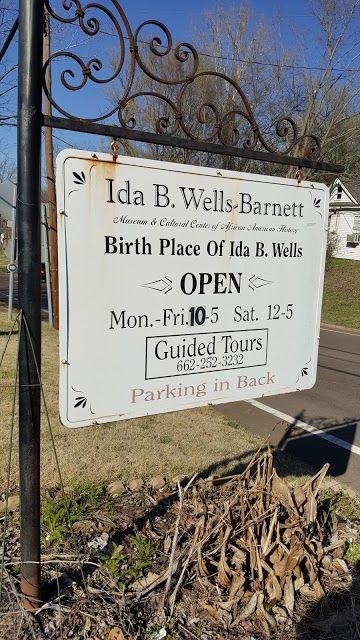 Ida B. Wells-Barnett
Museum & Cultural Center of African American History
Birth Place Of Ida B. Wells
OPEN
Mon.-Fri.10-5 Sat. 12-5
Guided Tours
662-252-3232
Parking in Back